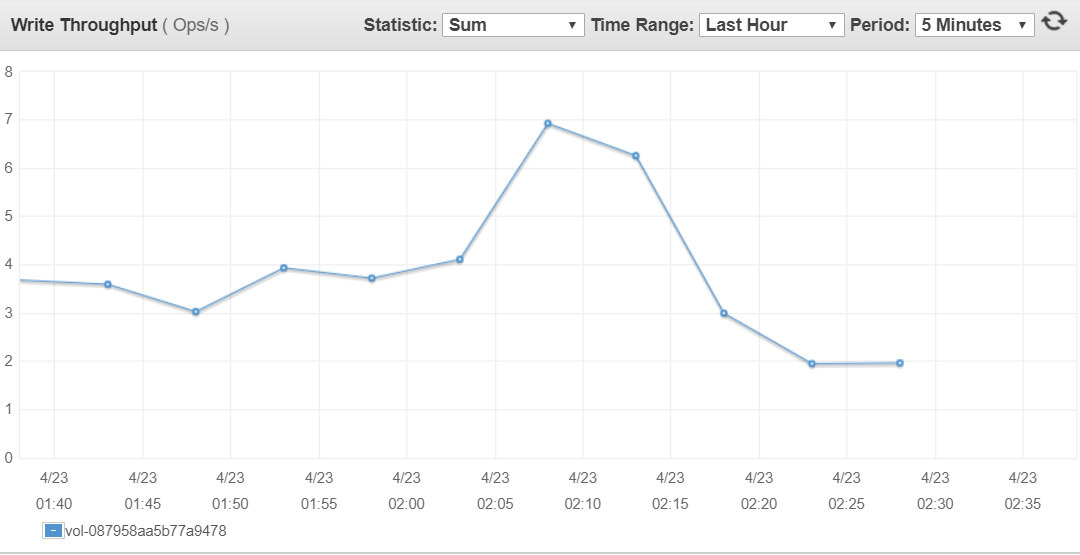 Write Throughput ( Ops/s ) Statistic: Sum Time Range: Last Hour Period: 5 Minutes
8
7
6
5
4
3
2
1
0
4/23 4/23 4/23 4/23 4/23 4/23 4/23 4/23 4/23 4/23 4/23 4/23
01:40 01:45 01:50 01:55 02:00 02:05 02:10 02:15 02:20 02:25 02:30 02:35
vol-087958aa5b77a9478